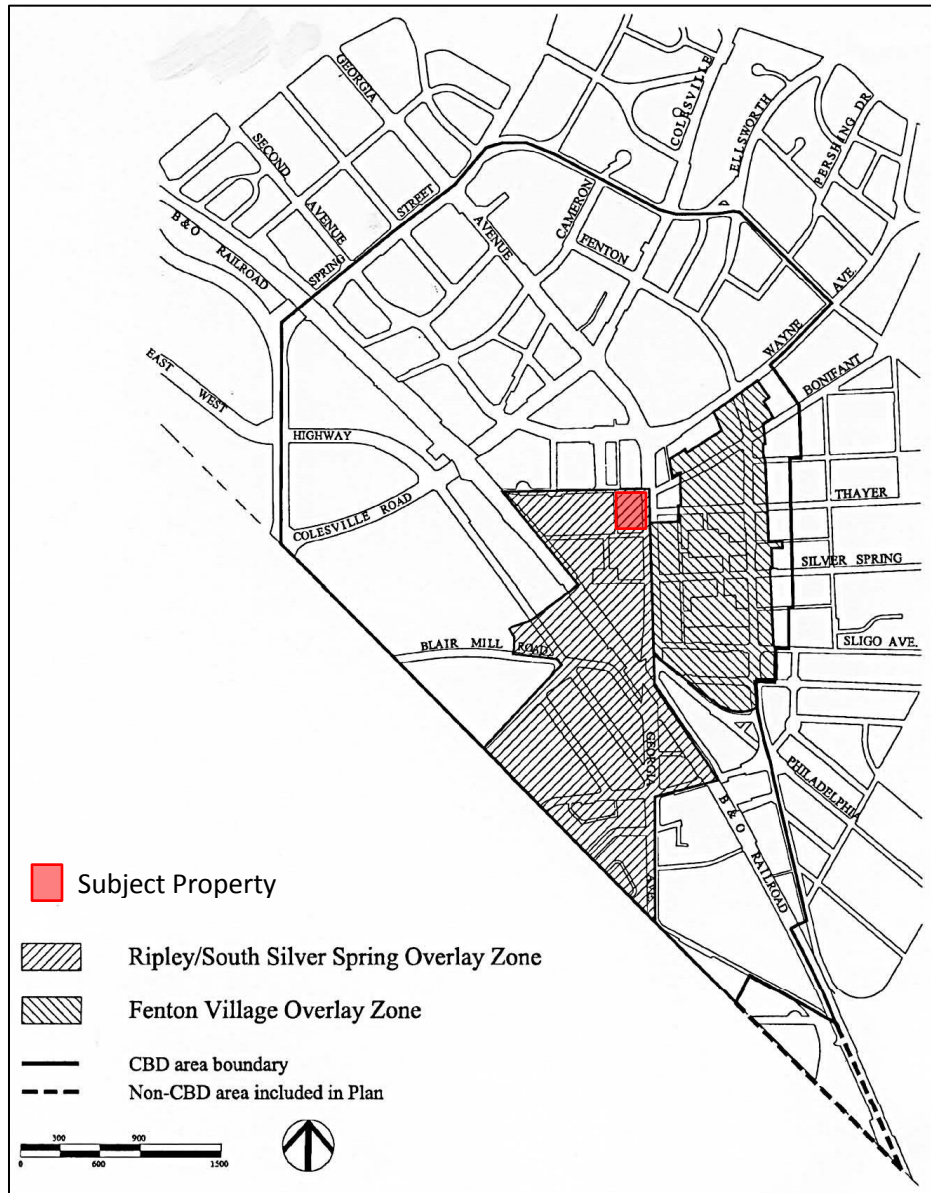 GEORGIA
COLESVILLE
ELLSWORTH
PERSHING DR.
SECOND
AVENUE
STREET
SPRING
B & O RAILROAD
AVENUE
CAMERON
FENTON
WAYNE AVE.
BONIFANT
EAST WEST
HIGHWAY
COLESVILLE ROAD
THAYER
SILVER SPRING
SLIGO AVE.
BLAIR MILL ROAD
GEORGIA
AVE.
PHILADELPHIA
B & O RAILROAD
Subject Property
Ripley/South Silver Spring Overlay Zone
Fenton Village Overlay Zone
CBD area boundary
Non-CBD area included in Plan
300 900
0 600 1500